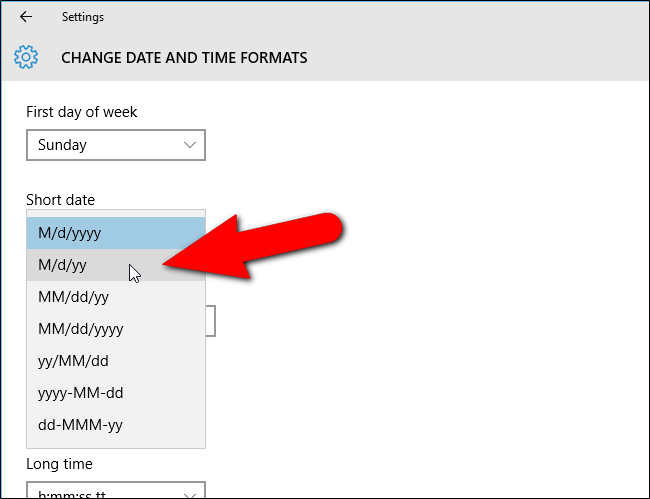 Settings
CHANGE DATE AND TIME FORMATS
First day of week
Sunday
Short date
M/d/yyyy
M/d/yy
MM/dd/yy
MM/dd/yyyy
yy/MM/dd
yyyy-MM-dd
dd-MMM-yy
Long time
h:mm:ss tt